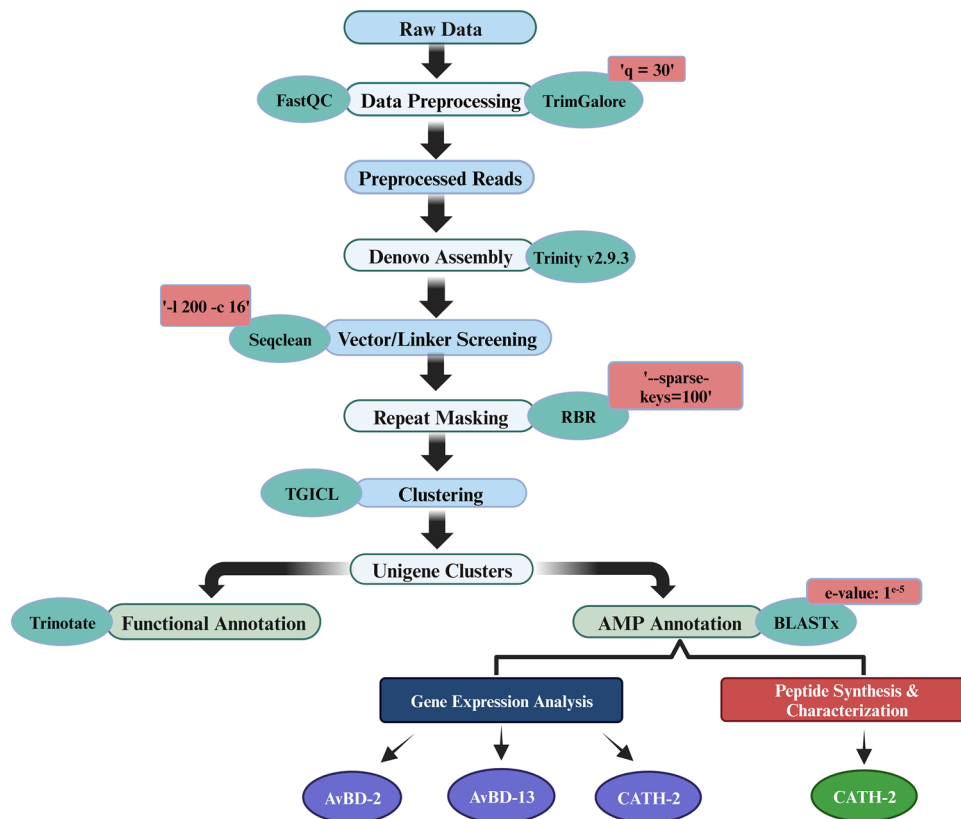 Raw Data
'q = 30'
FastQC
Data Preprocessing
TrimGalore
Preprocessed Reads
Denovo Assembly
Trinity v2.9.3
'-l 200 -c 16'
Seqclean
Vector/Linker Screening
'--sparse-
keys=100'
Repeat Masking
RBR
TGICL
Clustering
Unigene Clusters
Trinotate
Functional Annotation
e-value: 1e-5
AMP Annotation
BLASTx
Gene Expression Analysis
Peptide Synthesis &
Characterization
AvBD-2
AvBD-13
CATH-2
CATH-2